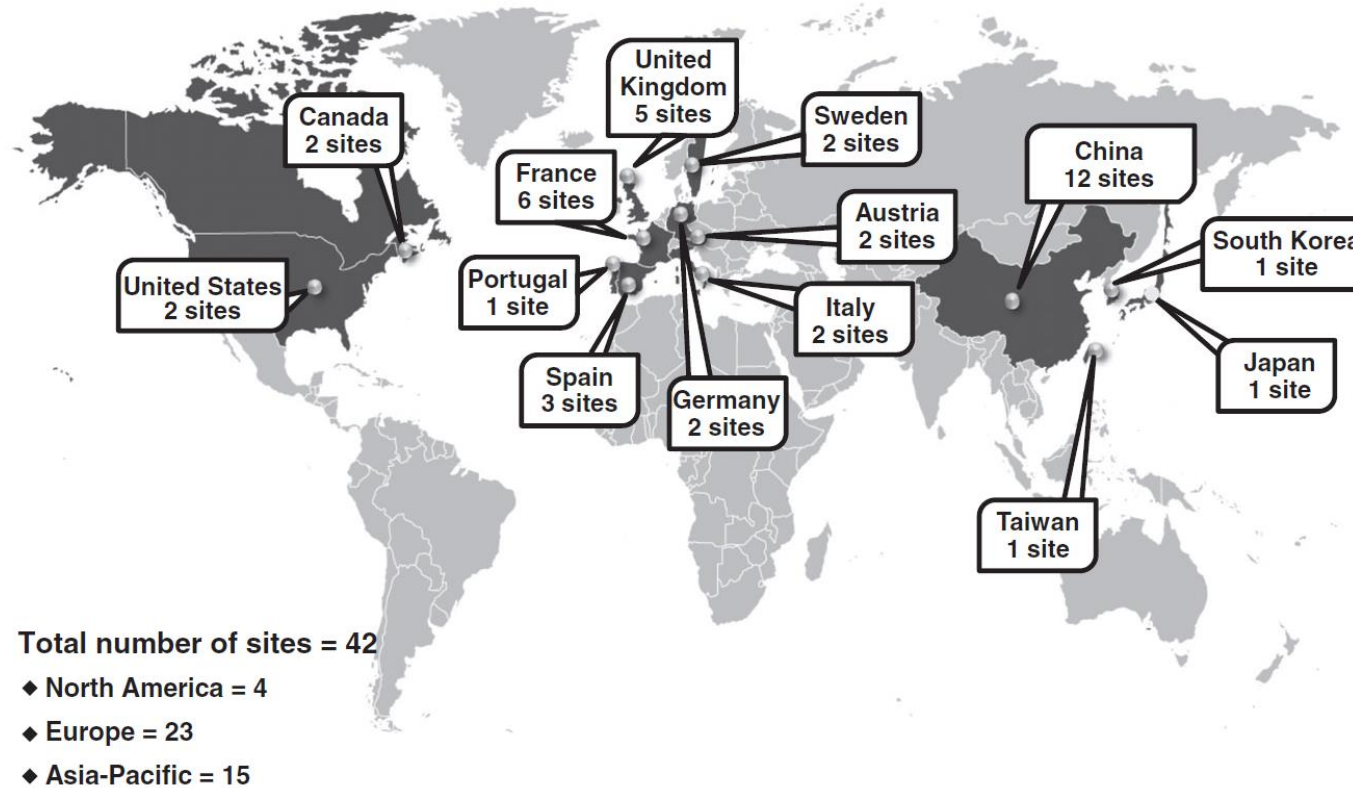 United
Kingdom
5 sites
Canada
2 sites
Sweden
2 sites
China
12 sites
France
6 sites
Austria
2 sites
South Korea
1 site
United States
2 sites
Portugal
1 site
Italy
2 sites
Spain
3 sites
Germany
2 sites
Japan
1 site
Taiwan
1 site
Total number of sites = 42
◆ North America = 4
◆ Europe = 23
◆ Asia-Pacific = 15